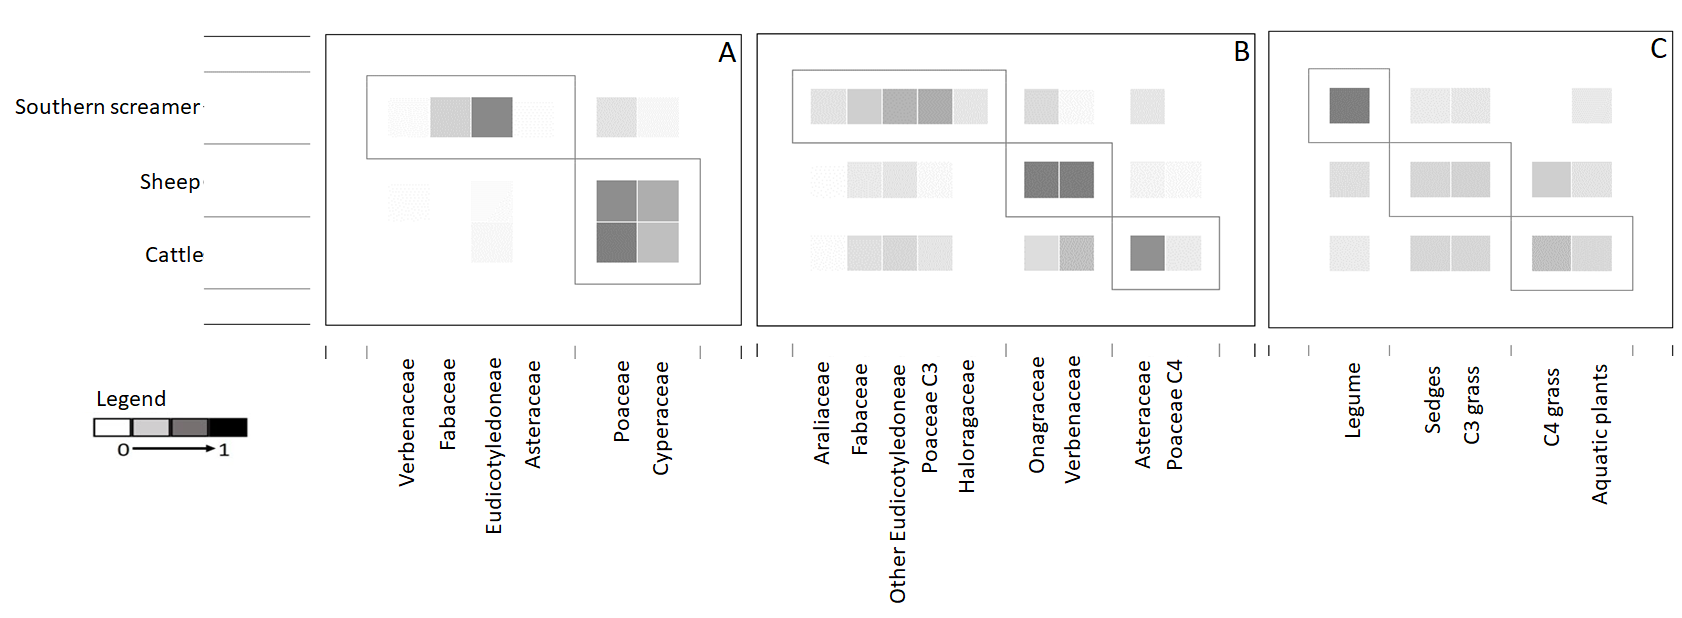 A
B
C
Southern screamer
Sheep
Cattle
Legend
0
1
Verbenaceae
Fabaceae
Eudicotyledoneae
Asteraceae
Poaceae
Cyperaceae
Araliaceae
Fabaceae
Other Eudicotyledoneae
Poaceae C3
Haloragaceae
Onagraceae
Verbenaceae
Asteraceae
Poaceae C4
Legume
Sedges
C3 grass
C4 grass
Aquatic plants